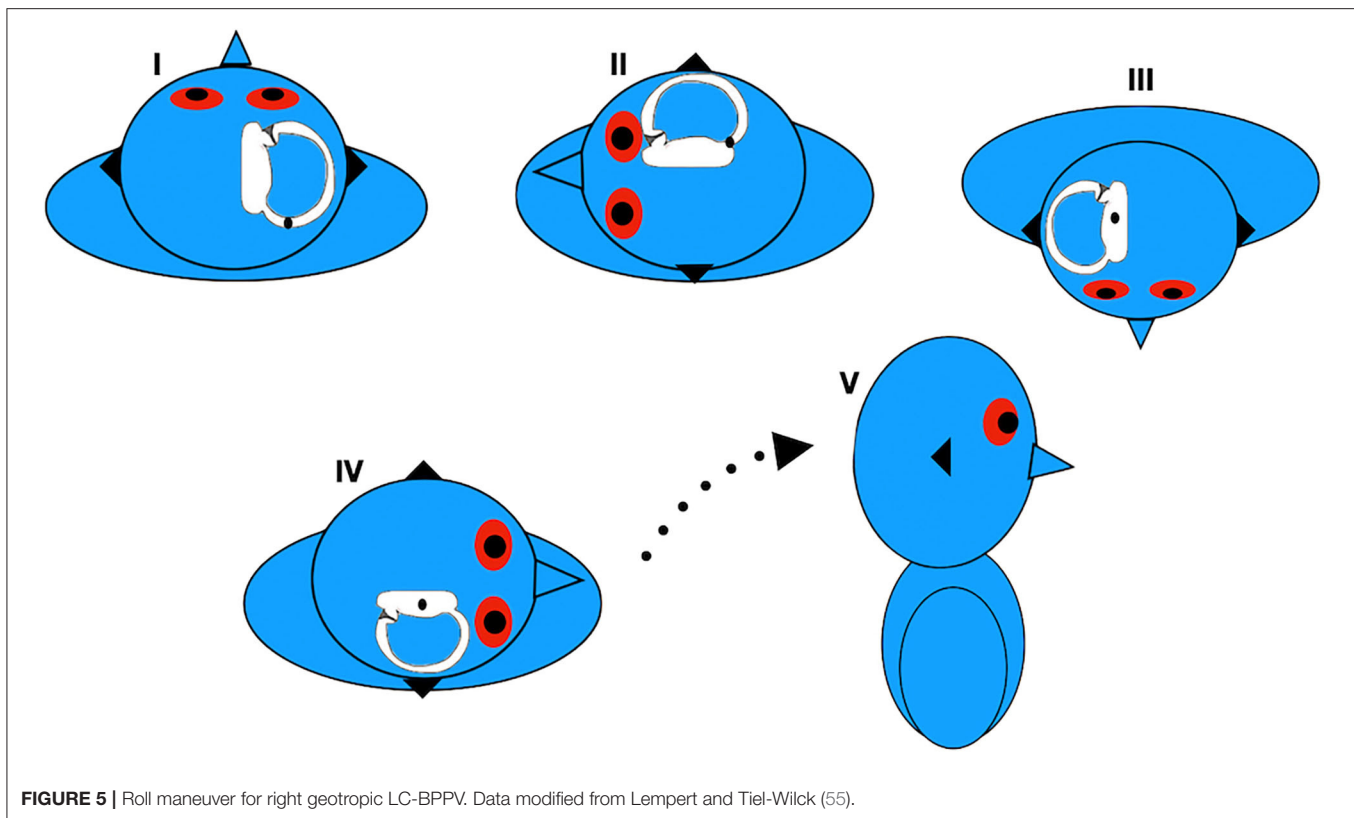 I
II
III
IV
V
FIGURE 5 | Roll maneuver for right geotropic LC-BPPV. Data modified from Lempert and Tiel-Wilck (55).